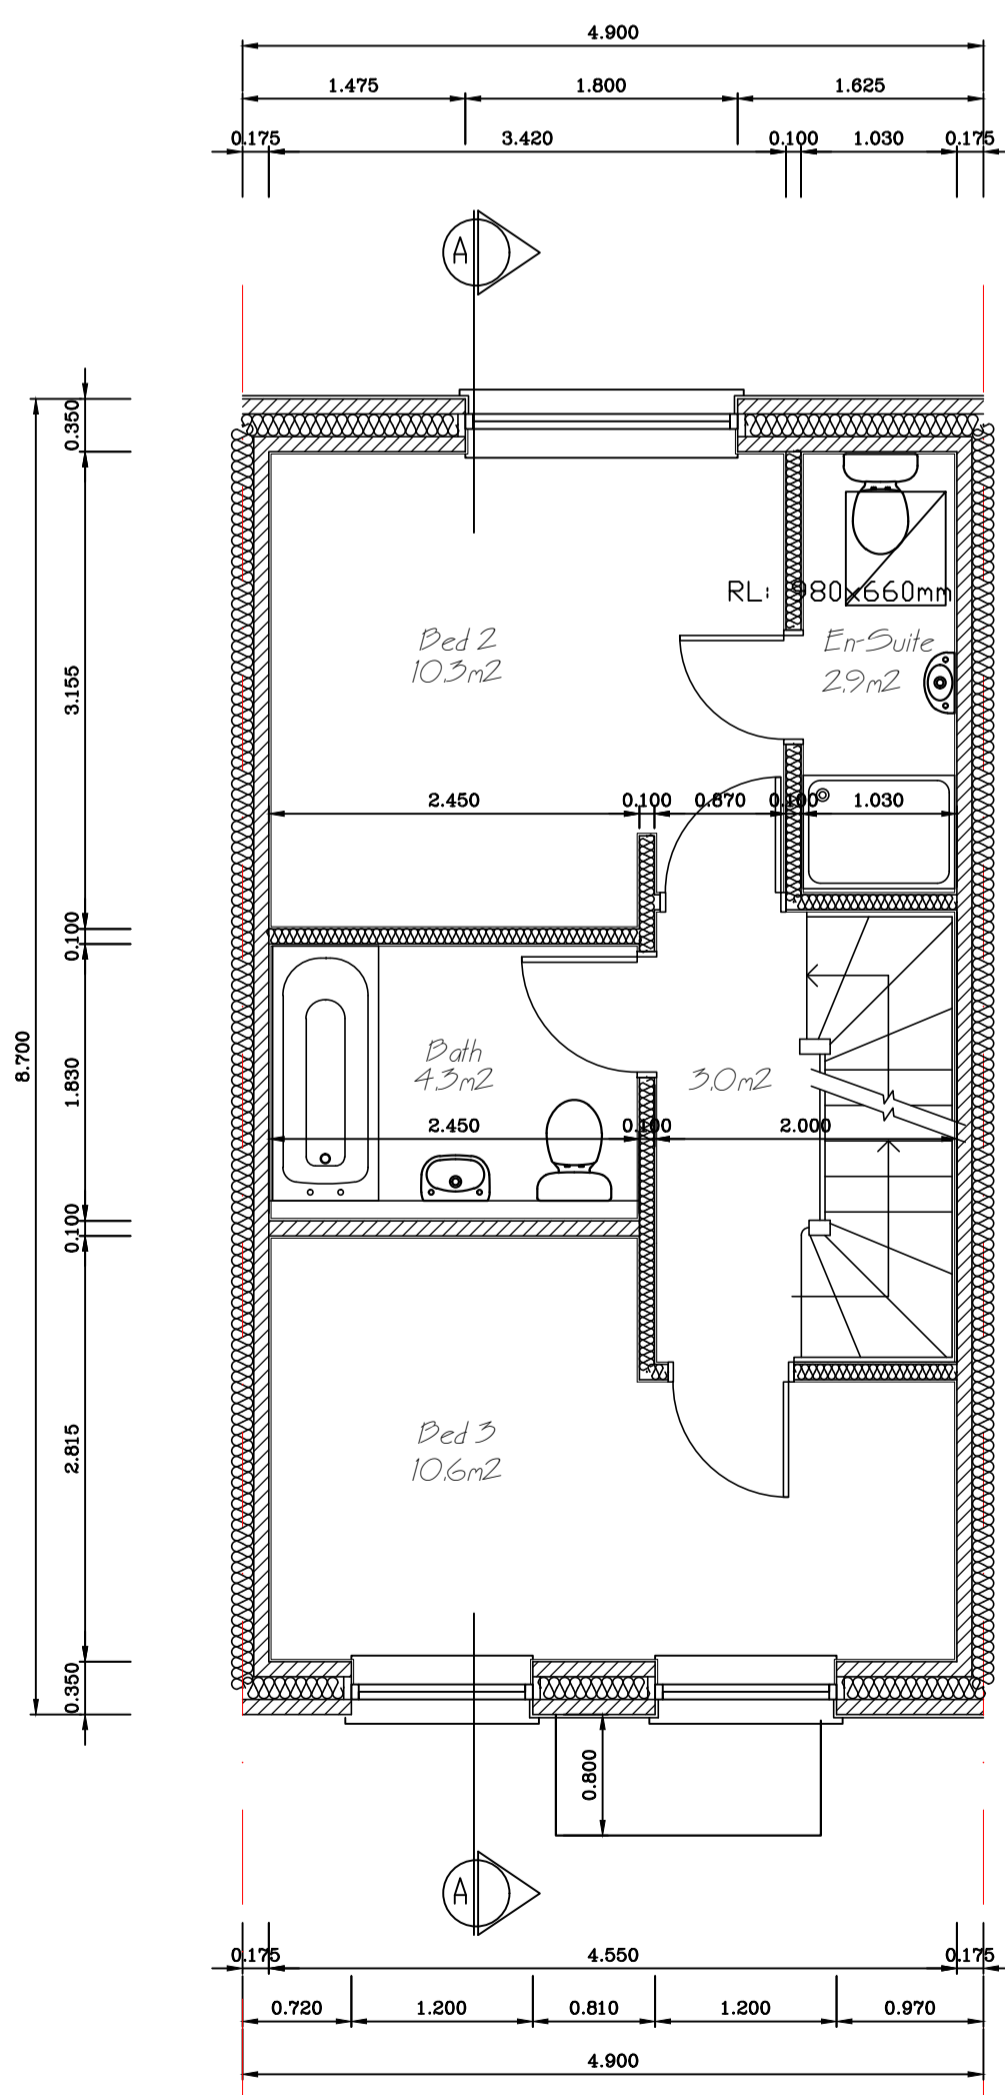 4.900
1.475 1.800 1.625
0.175 3.420 0.100 1.030 0.175
A
0.350
RL: 980x660mm
Bed 2
10.3m2
En-Suite
2.9m2
3.155
2.450 0.100 0.870 0.100 1.030
0.100
8.700
1.830
Bath
4.3m2
3.0m2
2.450 0.100 2.000
0.100
Bed 3
10.6m2
2.815
0.350
0.800
A
0.175 4.550 0.175
0.720 1.200 0.810 1.200 0.970
4.900